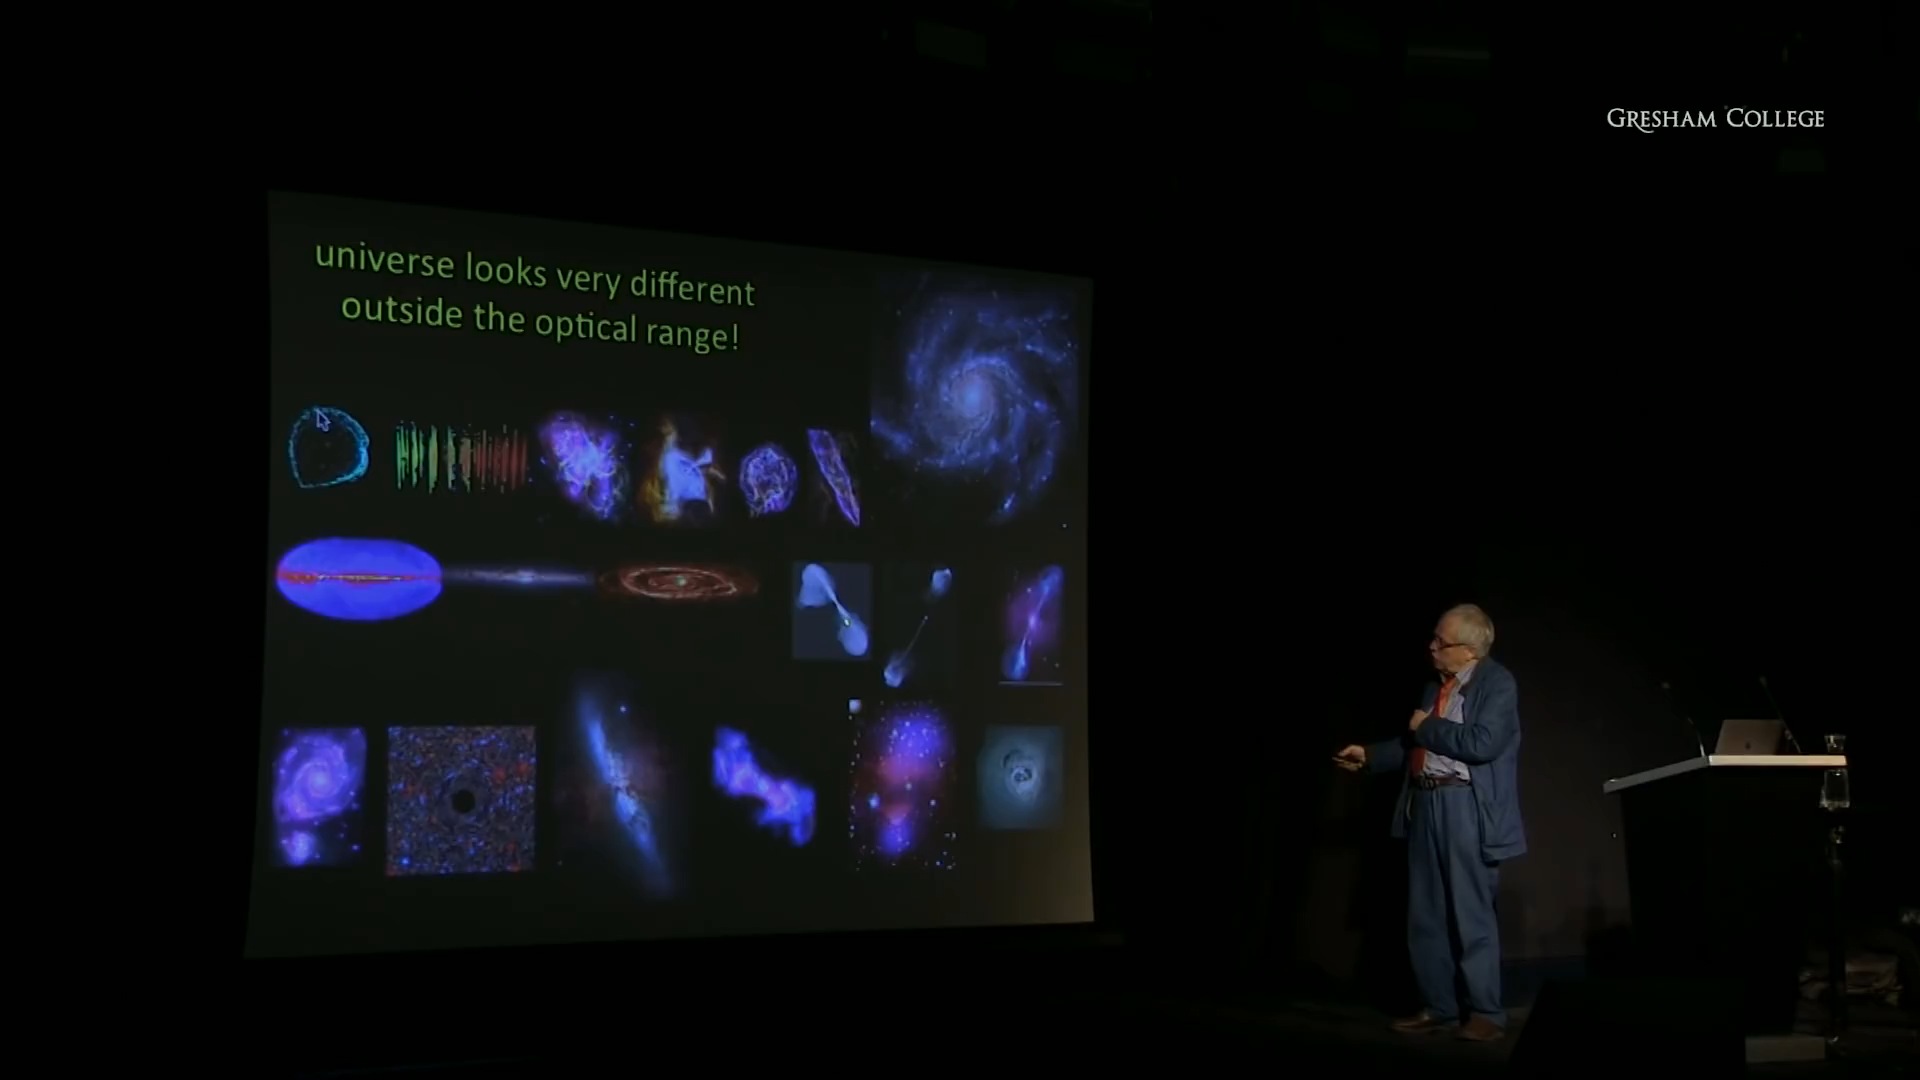 GRESHAM COLLEGE
universe looks very different
outside the optical range!